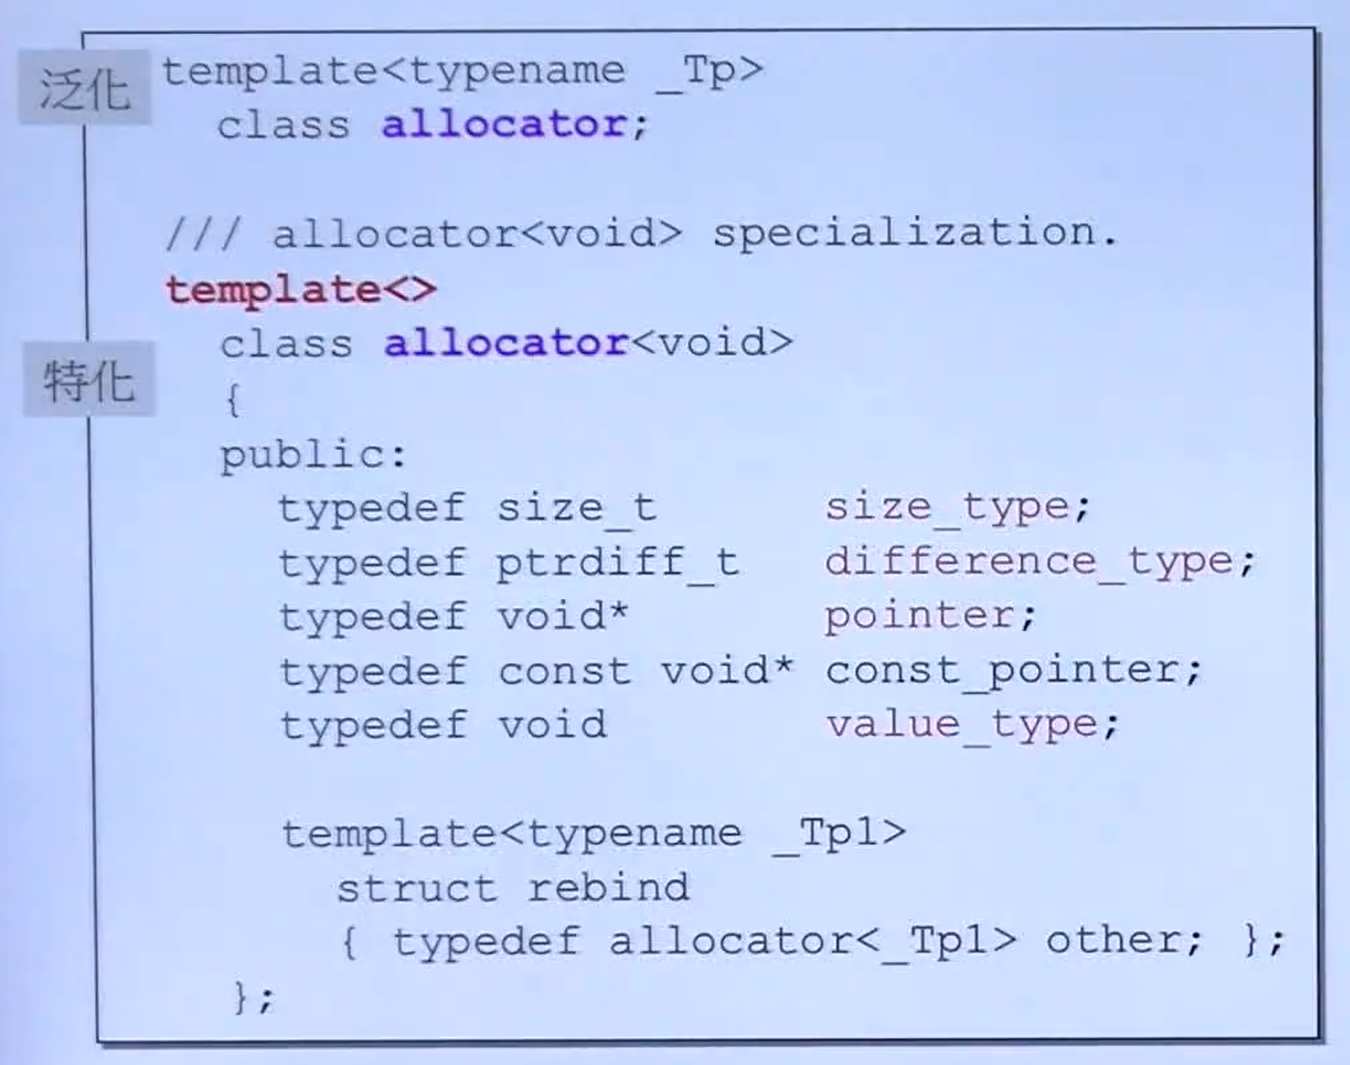 泛化
template<typename _Tp>
class allocator;
/// allocator<void> specialization.
template<>
class allocator<void>
特化
{
public:
typedef size_t size_type;
typedef ptrdiff_t difference_type;
typedef void* pointer;
typedef const void* const_pointer;
typedef void value_type;
template<typename _Tp1>
struct rebind
{ typedef allocator<_Tp1> other; };
};